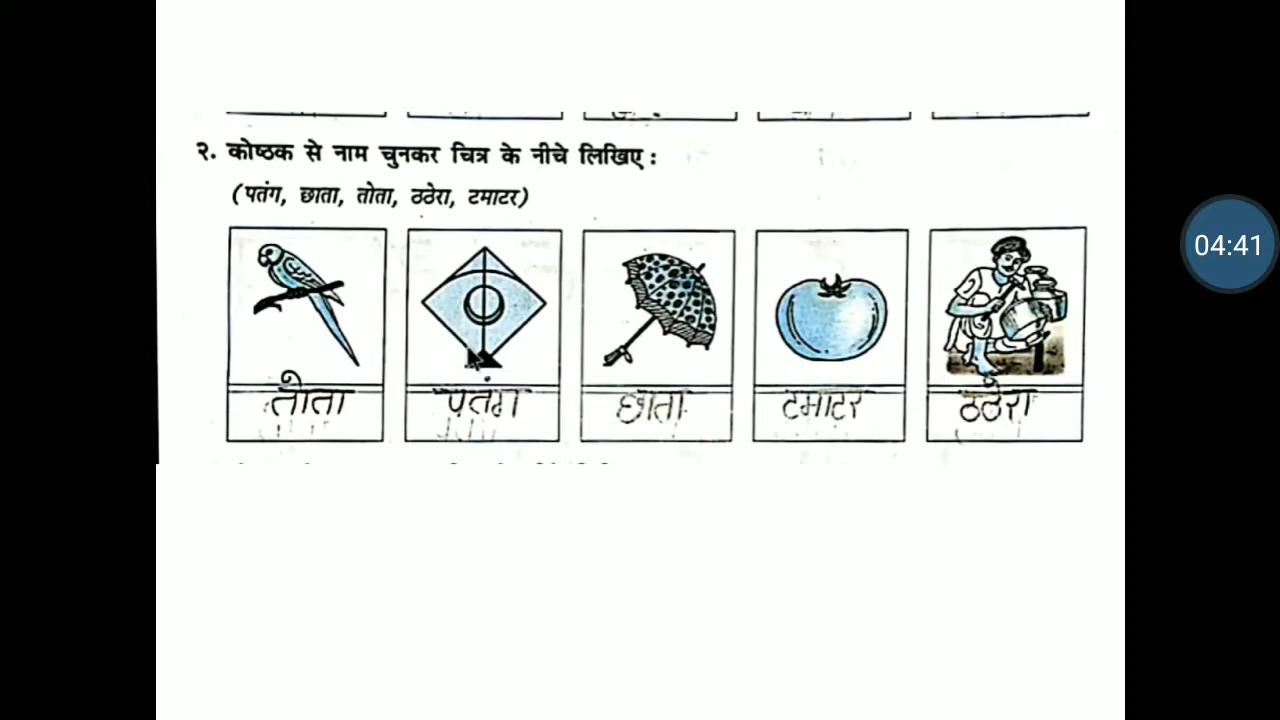 २. कोष्ठक से नाम चुनकर चित्र के नीचे लिखिए :
(पतंग, छाता, तोता, ठठेरा, टमाटर)
तोता पतंग छाता टमाटर ठठेरा
04:41